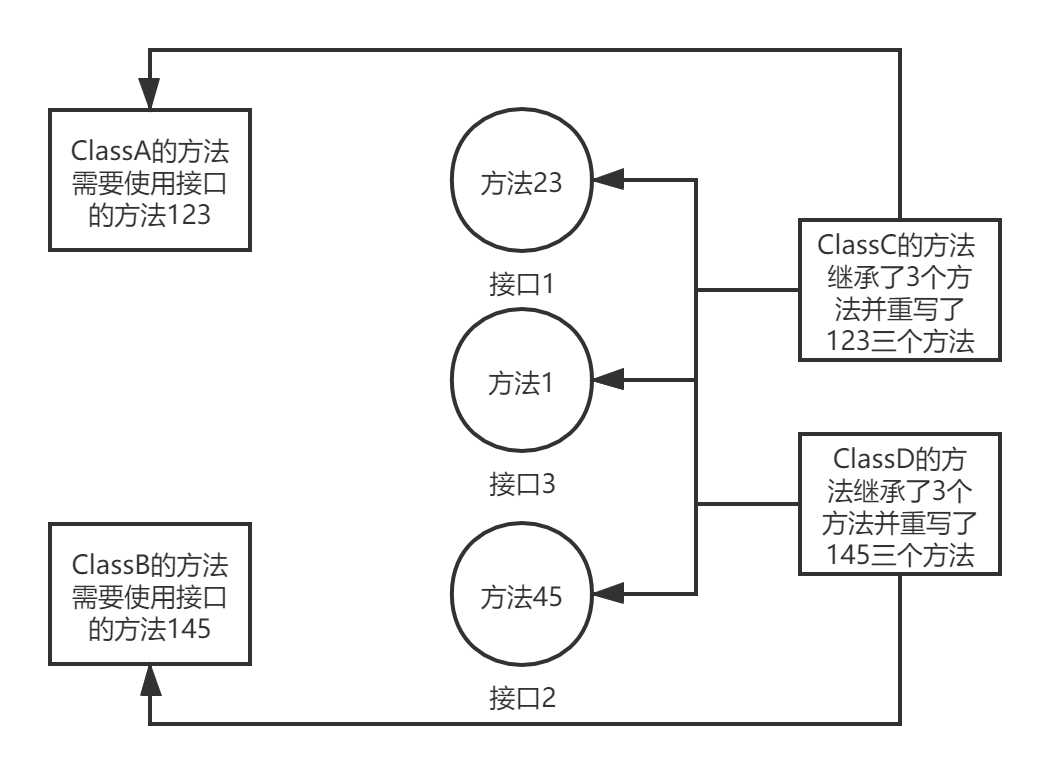 ClassA的方法
需要使用接口
的方法123
方法23
接口1
ClassC的方法
继承了3个方
法并重写了
123三个方法
方法1
接口3
ClassD的方
法继承了3个
方法并重写了
145三个方法
ClassB的方法
需要使用接口
的方法145
方法45
接口2